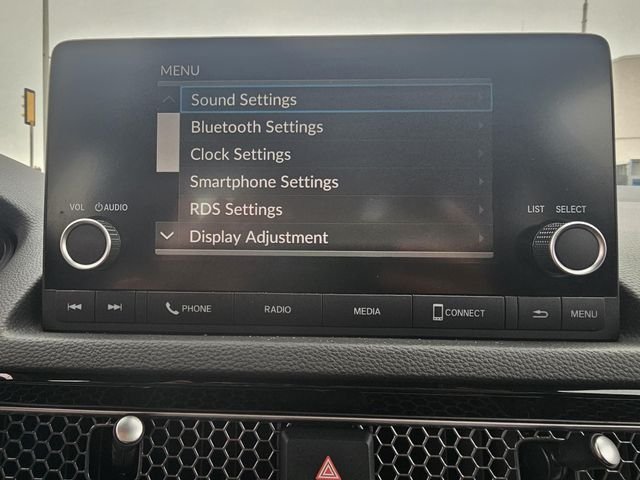 MENU
Sound Settings
Bluetooth Settings
Clock Settings
Smartphone Settings
RDS Settings
Display Adjustment
VOL AUDIO
LIST SELECT
PHONE RADIO MEDIA CONNECT MENU